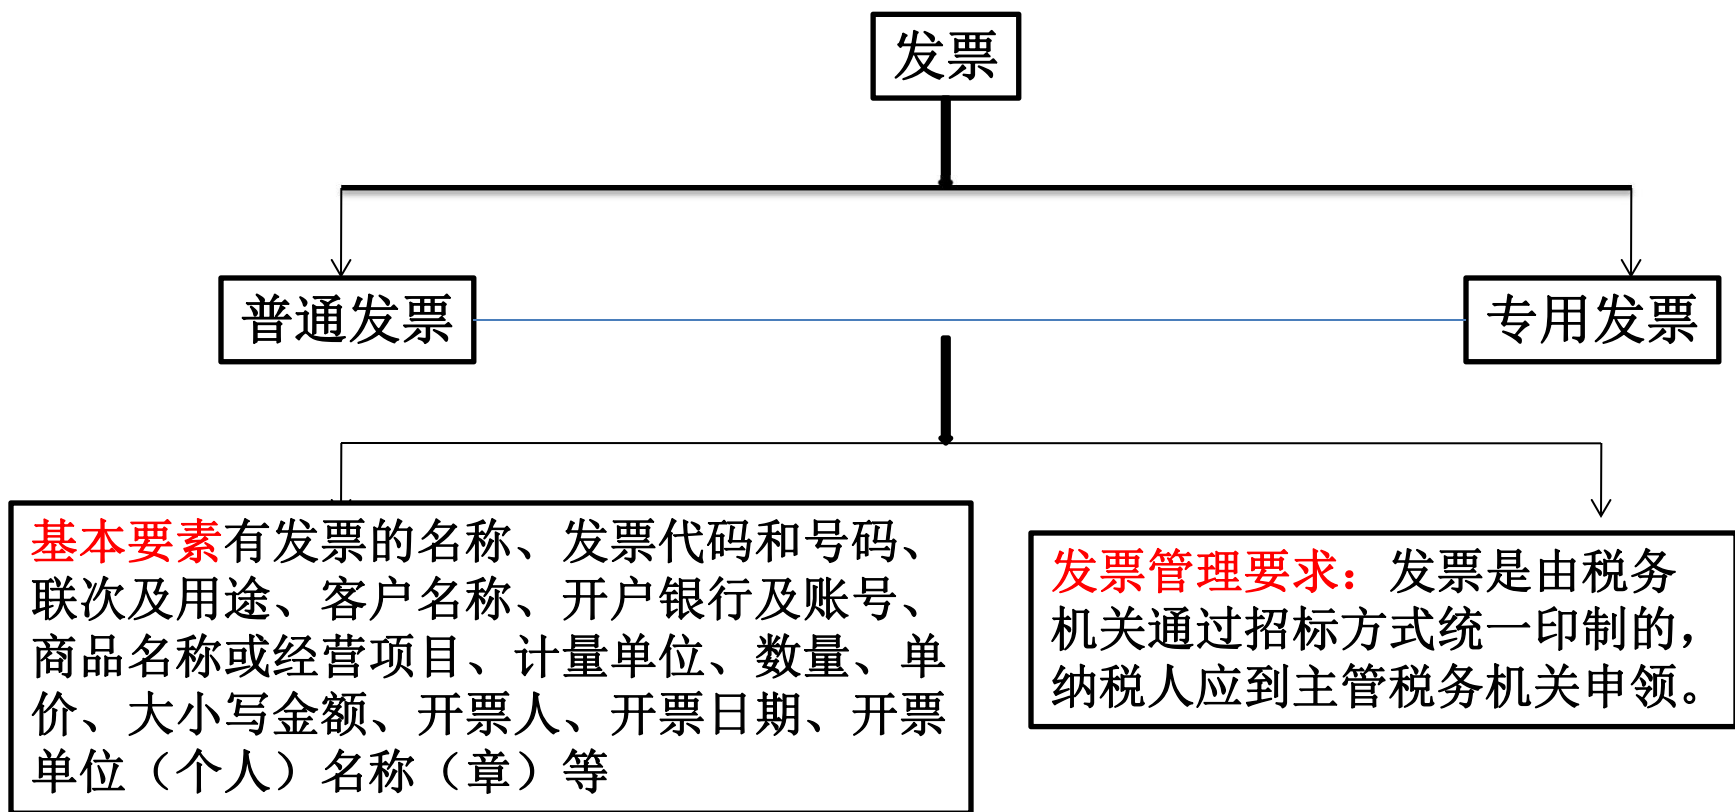 发票
普通发票
专用发票
基本要素有发票的名称、发票代码和号码、
联次及用途、客户名称、开户银行及账号、
商品名称或经营项目、计量单位、数量、单
价、大小写金额、开票人、开票日期、开票
单位（个人）名称（章）等
发票管理要求：发票是由税务
机关通过招标方式统一印制的，
纳税人应到主管税务机关申领。